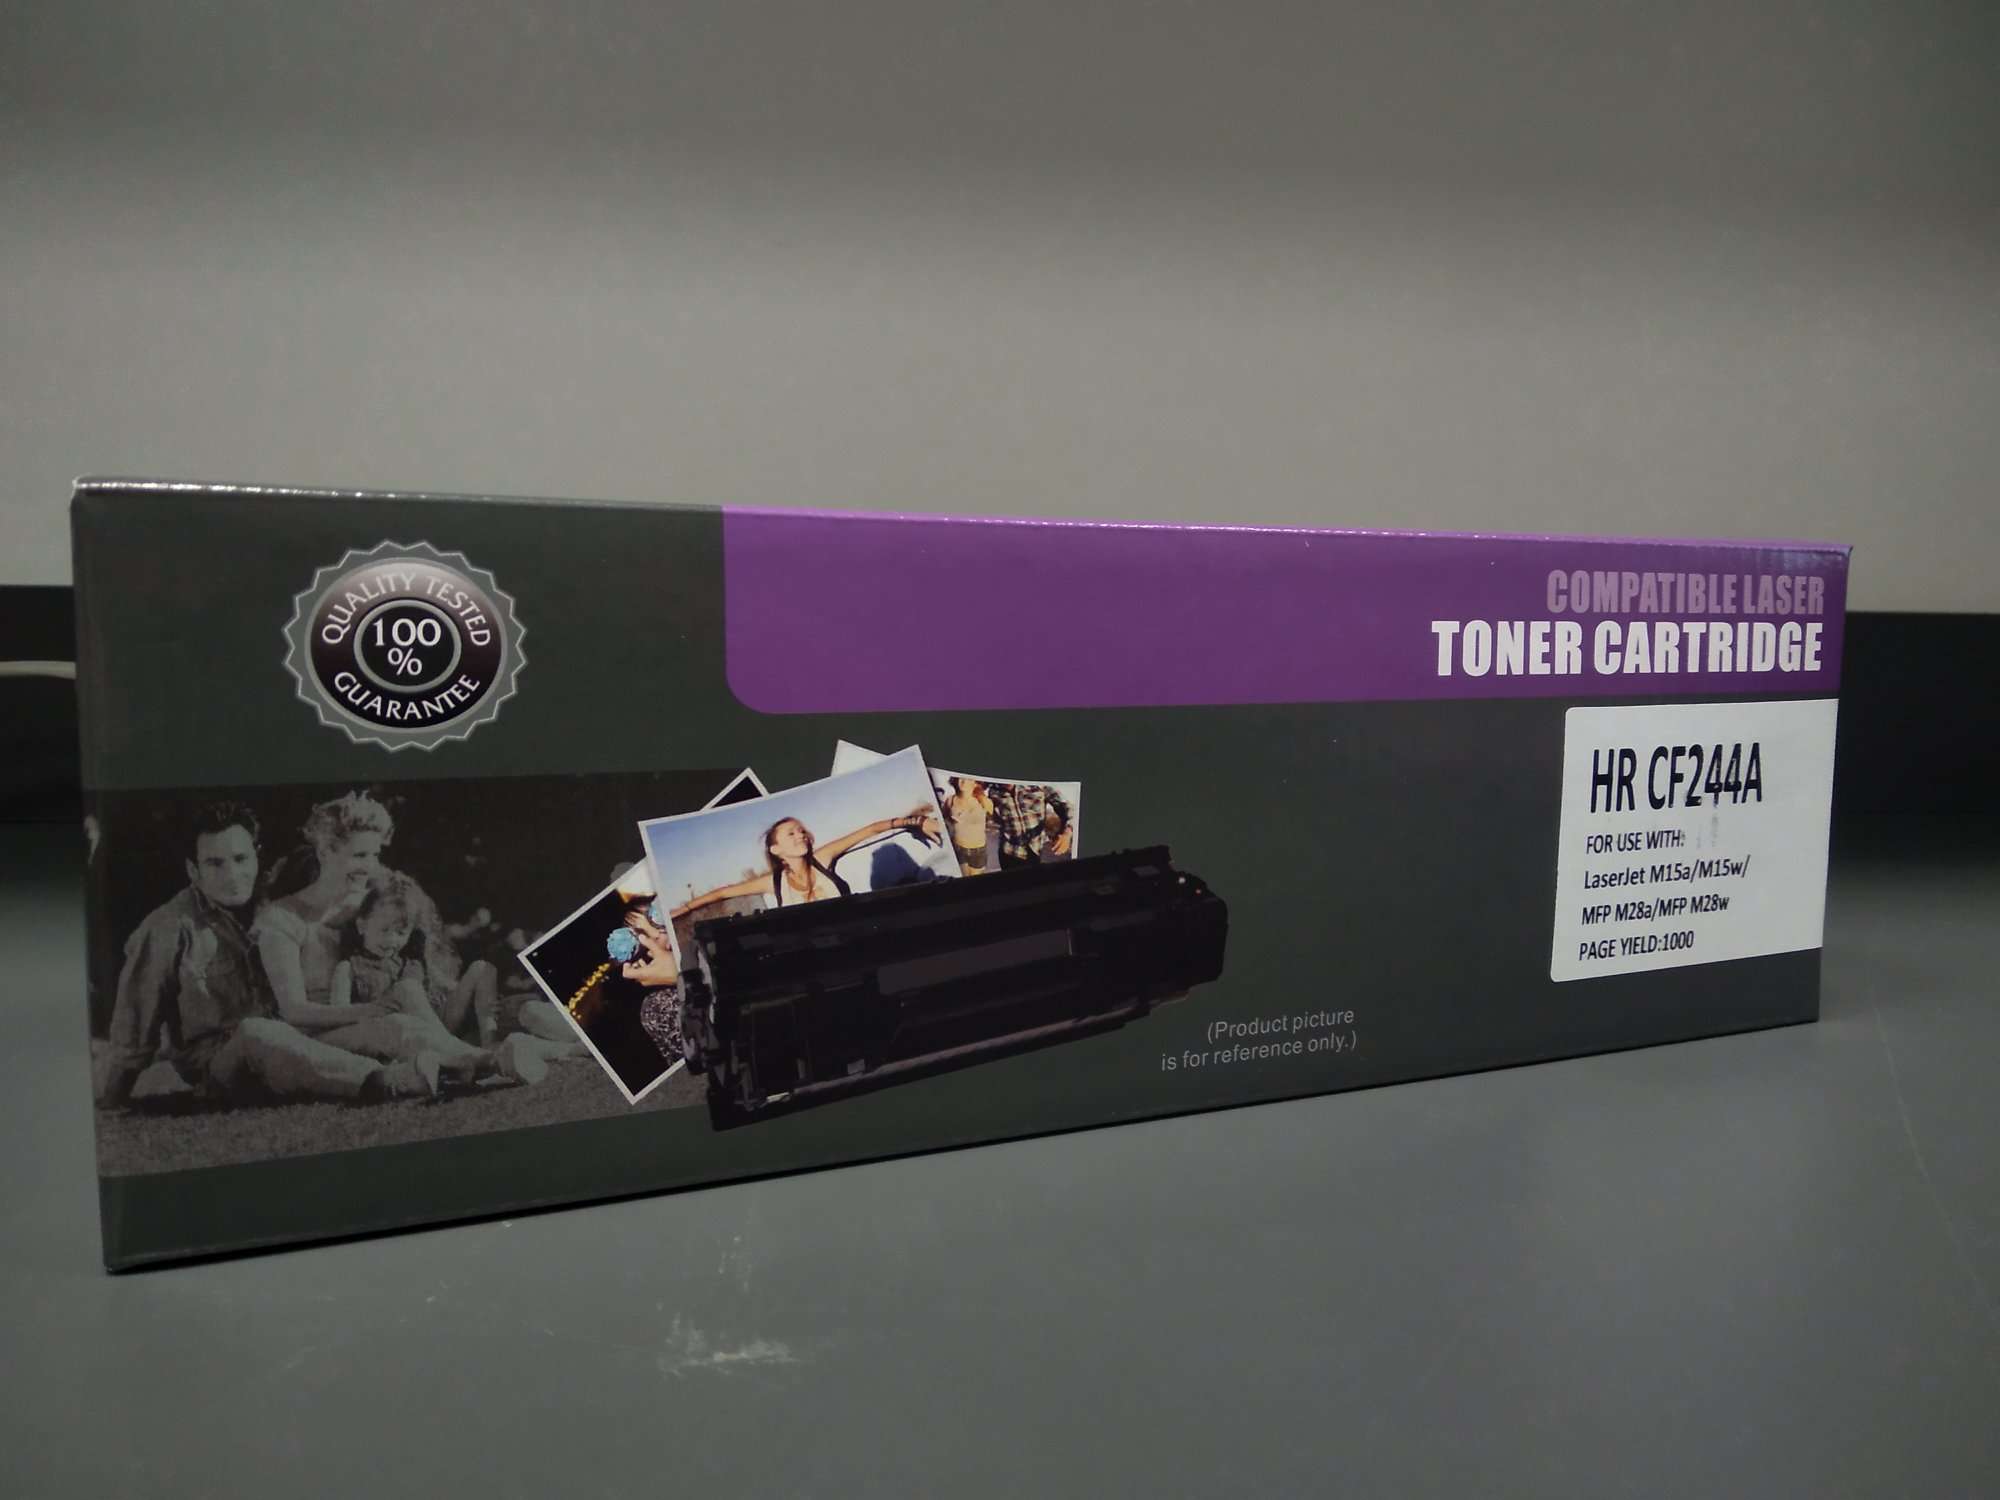 QUALITY TESTED
100
%
GUARANTEE
COMPATIBLE LASER
TONER CARTRIDGE
HR CF244A
FOR USE WITH:
LaserJet M15a/M15w/
MFP M28a/MFP M28w
PAGE YIELD:1000
(Product picture
is for reference only.)